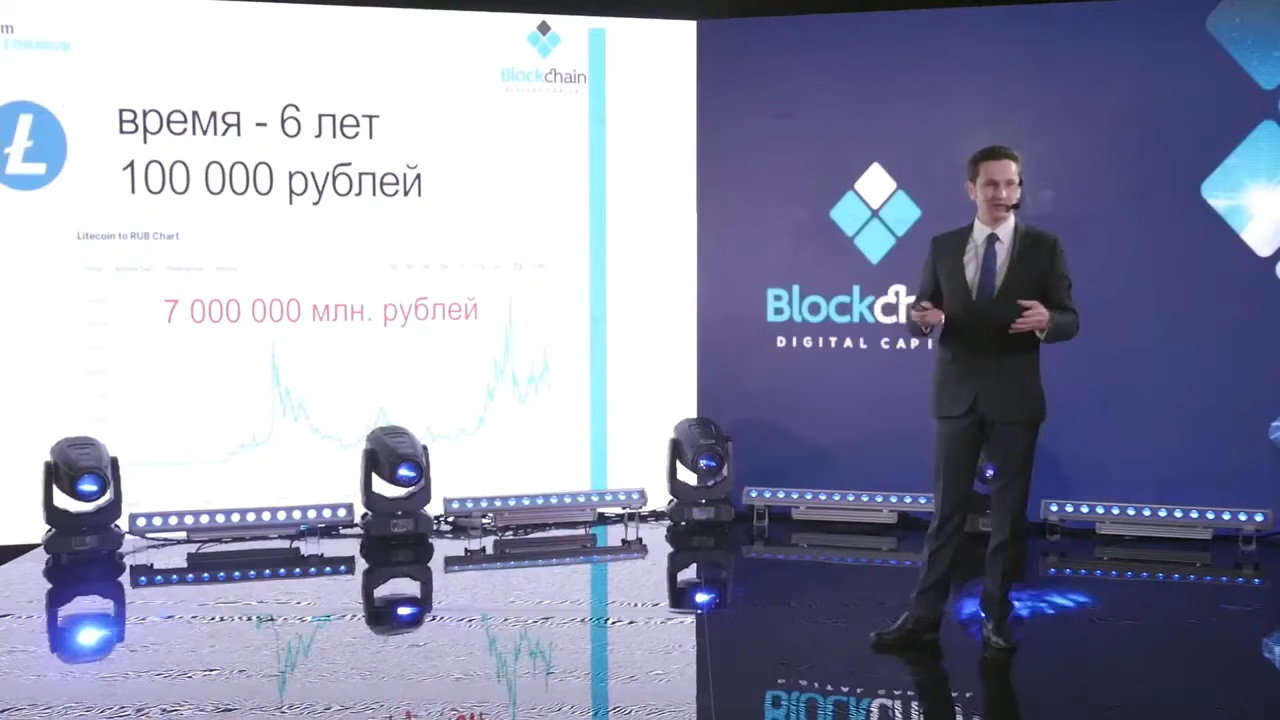 m
Blockchain
время - 6 лет
100 000 рублей
Litecoin to RUB Chart
7 000 000 млн. рублей
Blockch
DIGITAL CAPI